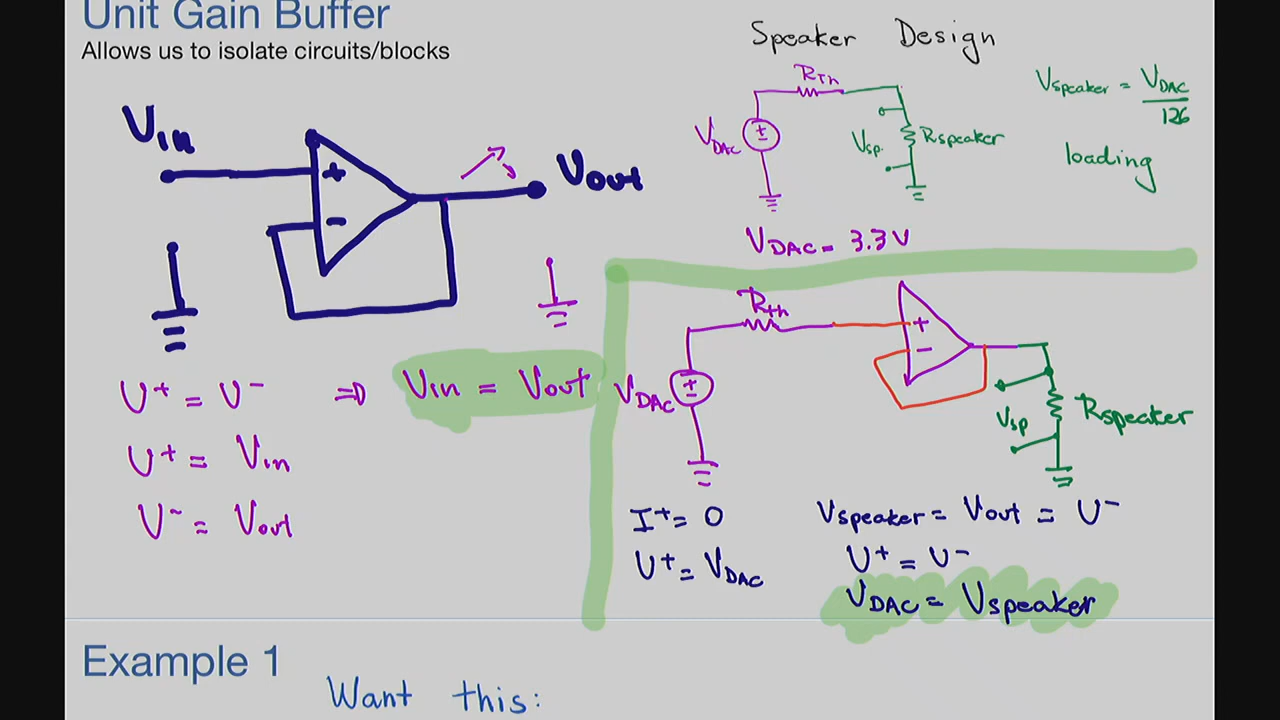 Unit Gain Buffer
Allows us to isolate circuits/blocks
Vin
+
-
Vout
U+ = U- => Vin = Vout
U+ = Vin
V- = Vout
Speaker Design
RTh
VDAC
±
Vsp.
Rspeaker
Vspeaker = VDAC / 126
loading
VDAC = 3.3V
Rth
VDAC
±
+
-
Vsp
Rspeaker
I+ = 0
U+ = VDAC
Vspeaker = Vout = U-
U+ = U-
VDAC = Vspeaker
Example 1
Want this: